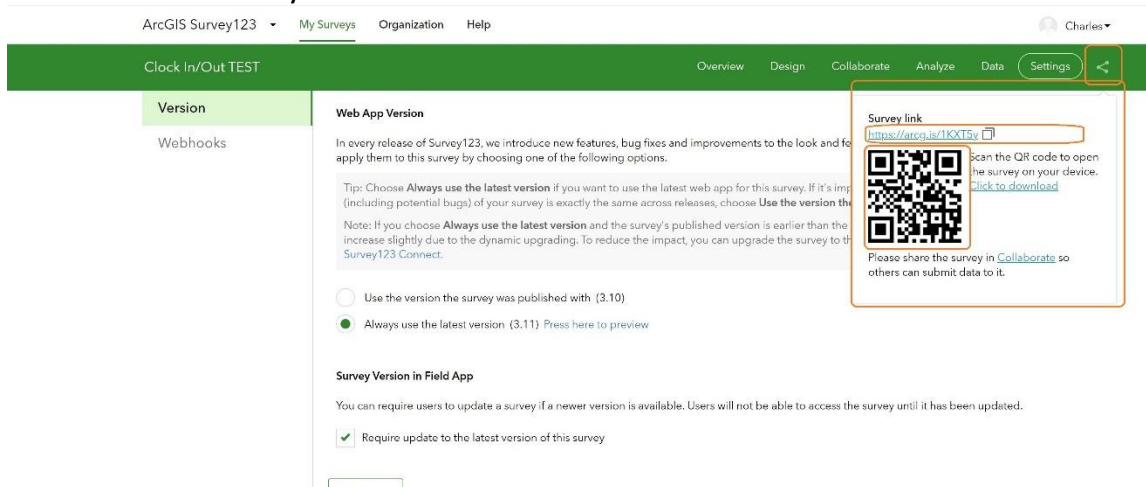 ArcGIS Survey123
My Surveys
Organization
Help
Charles
Clock In/Out TEST
Overview
Design
Collaborate
Analyze
Data
Settings
Version
Webhooks
Web App Version
In every release of Survey123, we introduce new features, bug fixes and improvements to the look and
apply them to this survey by choosing one of the following options.
Tip: Choose Always use the latest version if you want to use the latest web app for this survey. If it's
(including potential bugs) of your survey is exactly the same across releases, choose Use the version
Note: If you choose Always use the latest version and the survey's published version is earlier than the
increase slightly due to the dynamic upgrading. To reduce the impact, you can upgrade the survey to
Survey123 Connect.
Use the version the survey was published with (3.10)
Always use the latest version (3.11) Press here to preview
Survey Version in Field App
You can require users to update a survey if a newer version is available. Users will not be able to access the survey until it has been updated.
Require update to the latest version of this survey
Survey link
https://arcg.is/1KXT5y
Scan the QR code to open
the survey on your device.
Click to download
Please share the survey in Collaborate so
others can submit data to it.